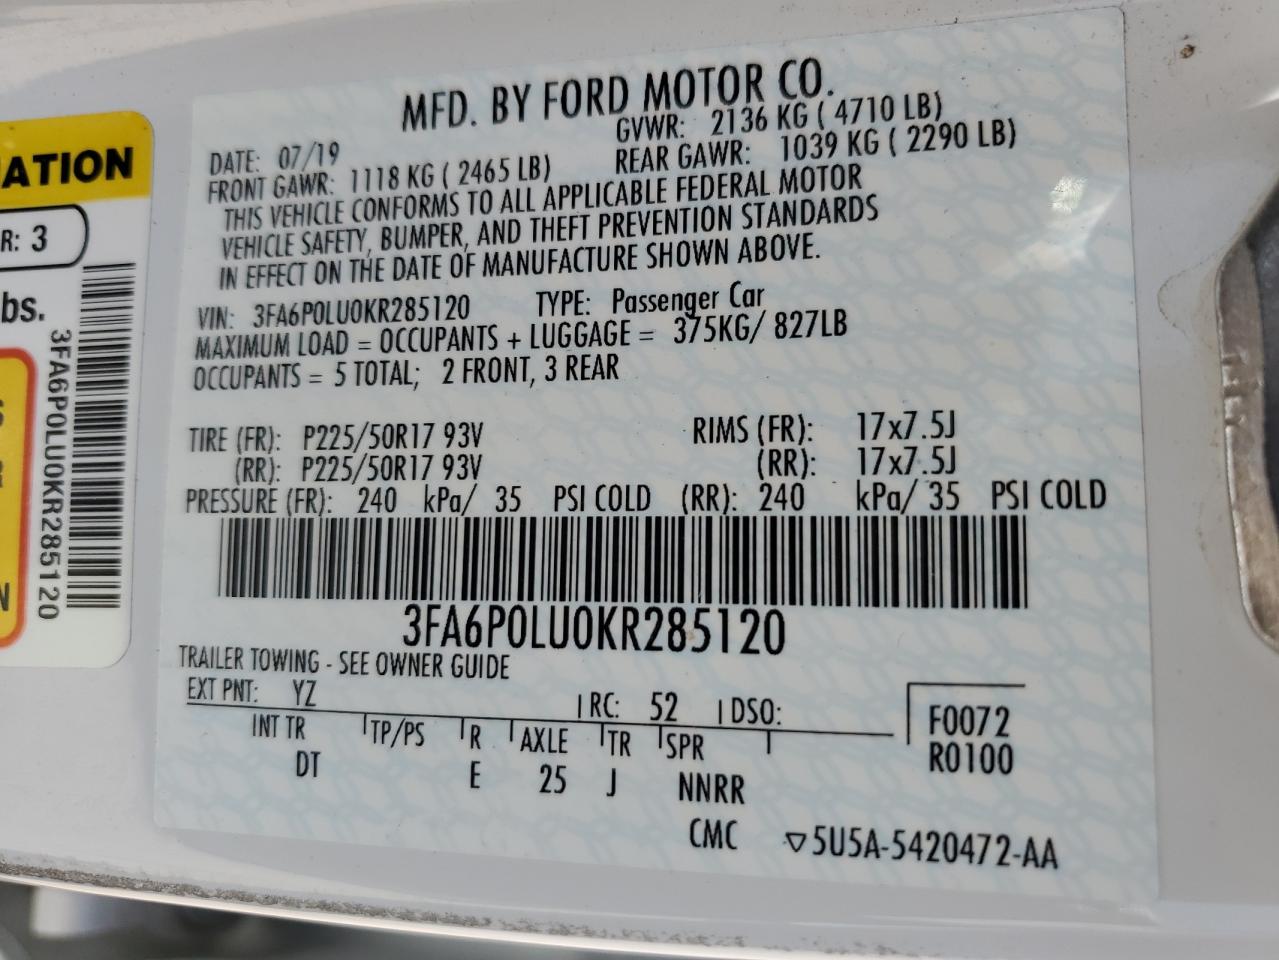 MFD. BY FORD MOTOR CO.
DATE: 07/19 GVWR: 2136 KG ( 4710 LB)
FRONT GAWR: 1118 KG ( 2465 LB) REAR GAWR: 1039 KG ( 2290 LB)
THIS VEHICLE CONFORMS TO ALL APPLICABLE FEDERAL MOTOR
VEHICLE SAFETY, BUMPER, AND THEFT PREVENTION STANDARDS
IN EFFECT ON THE DATE OF MANUFACTURE SHOWN ABOVE.
VIN: 3FA6P0LU0KR285120 TYPE: Passenger Car
MAXIMUM LOAD = OCCUPANTS + LUGGAGE = 375KG/ 827LB
OCCUPANTS = 5 TOTAL; 2 FRONT, 3 REAR
TIRE (FR): P225/50R17 93V RIMS (FR): 17x7.5J
(RR): P225/50R17 93V (RR): 17x7.5J
PRESSURE (FR): 240 kPa/ 35 PSI COLD (RR): 240 kPa/ 35 PSI COLD
3FA6P0LU0KR285120
TRAILER TOWING - SEE OWNER GUIDE
EXT PNT: YZ RC: 52 DSO:
INT TR TP/PS R AXLE TR SPR
DT E 25 J NNRR
F0072
R0100
CMC ▽5U5A-5420472-AA
ATION
R: 3
bs.
3FA6P0LU0KR285120
N